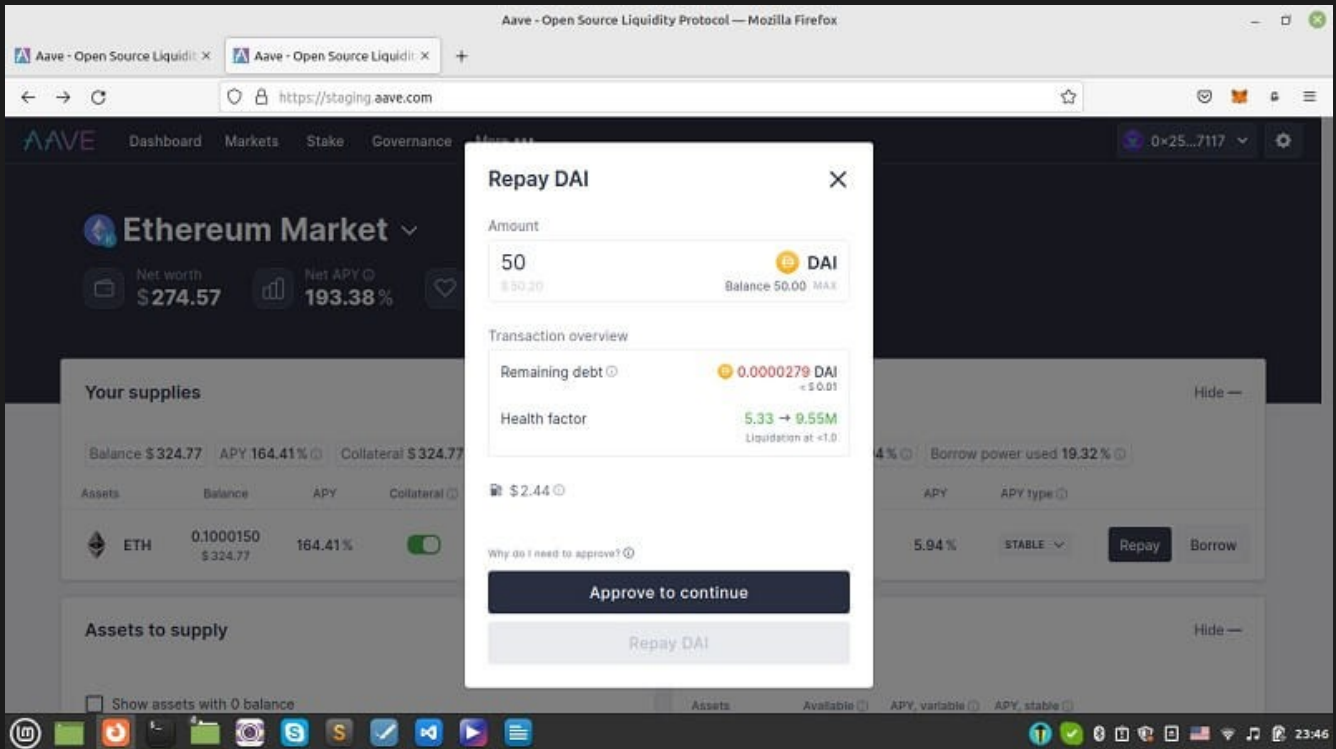 Aave - Open Source Liquidity Protocol — Mozilla Firefox
Aave - Open Source Liquidit
Aave - Open Source Liquidit
https://staging.aave.com
AAVE Dashboard Markets Stake Governance More
0×25...7117
Ethereum Market
Net worth
$274.57
Net APY
193.38%
Repay DAI
Amount
50 DAI
$50.20 Balance 50.00 MAX
Transaction overview
Remaining debt 0.0000279 DAI
< $0.01
Health factor 5.33 → 9.55M
Liquidation at <1.0
$2.44
Why do I need to approve?
Approve to continue
Repay DAI
Your supplies
Hide —
Balance $324.77 APY 164.41% Collateral $324.77
4% Borrow power used 19.32%
Assets Balance APY Collateral
APY APY type
ETH 0.1000150 164.41%
$324.77
5.94% STABLE Repay Borrow
Assets to supply
Hide —
Show assets with 0 balance
Assets Available APY, variable APY, stable
23:46